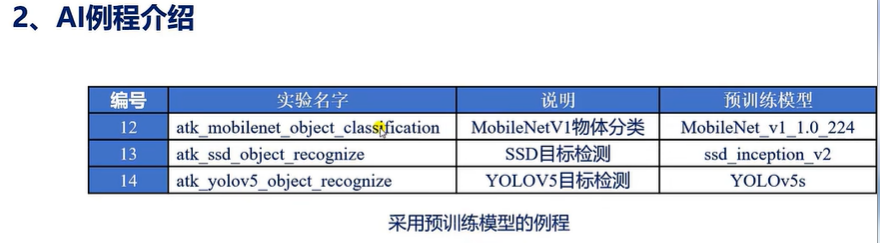 2、AI例程介绍
编号 实验名字 说明 预训练模型
12 atk_mobilenet_object_classification MobileNetV1物体分类 MobileNet_v1_1.0_224
13 atk_ssd_object_recognize SSD目标检测 ssd_inception_v2
14 atk_yolov5_object_recognize YOLOV5目标检测 YOLOv5s
采用预训练模型的例程